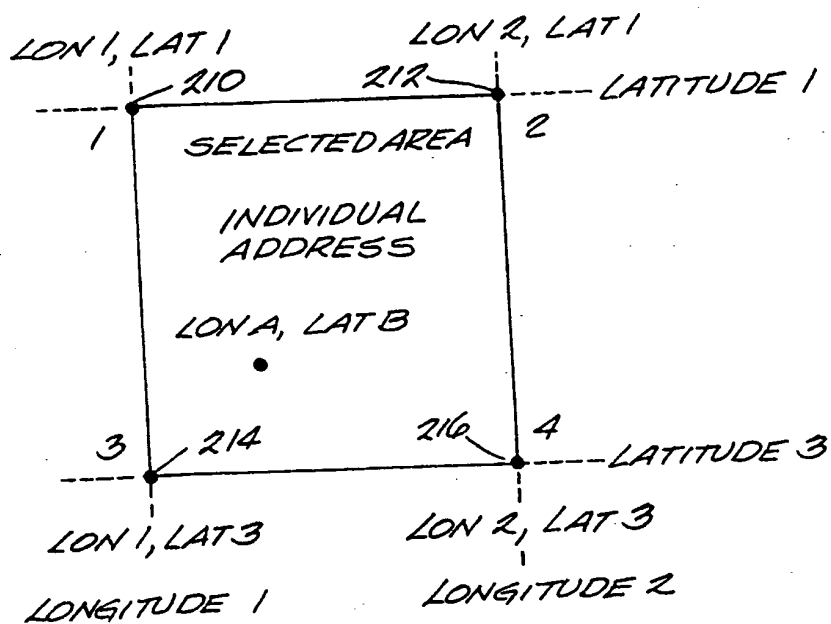 LON 1, LAT 1
LON 2, LAT 1
210
212
LATITUDE 1
1
2
SELECTED AREA
INDIVIDUAL
ADDRESS
LON A, LAT B
3
214
216
4
LATITUDE 3
LON 1, LAT 3
LON 2, LAT 3
LONGITUDE 1
LONGITUDE 2